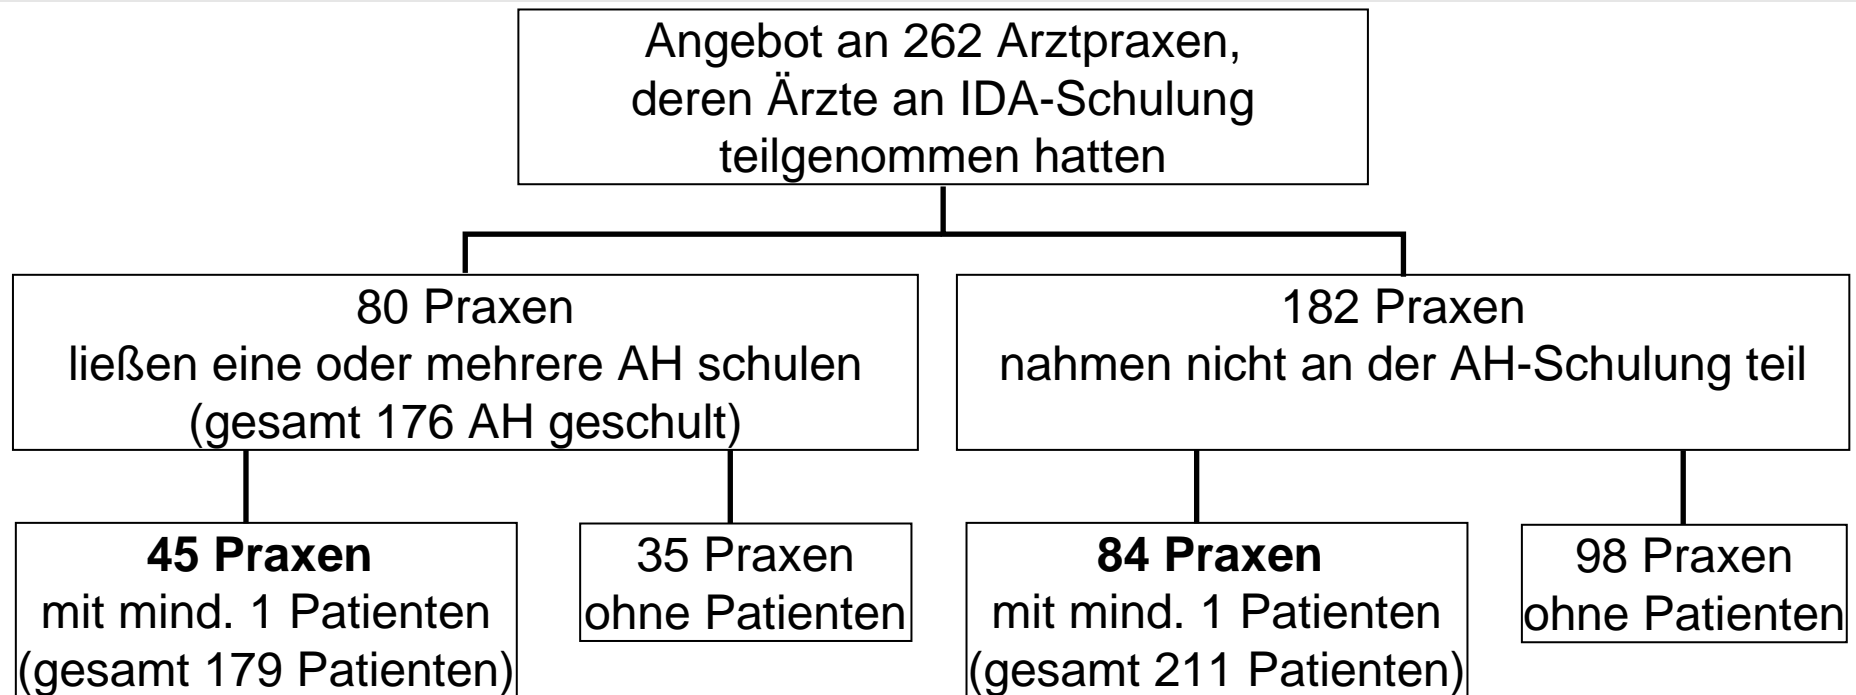 Angebot an 262 Arztpraxen,
deren Ärzte an IDA-Schulung
teilgenommen hatten
80 Praxen
ließen eine oder mehrere AH schulen
(gesamt 176 AH geschult)
182 Praxen
nahmen nicht an der AH-Schulung teil
45 Praxen
mit mind. 1 Patienten
(gesamt 179 Patienten)
35 Praxen
ohne Patienten
84 Praxen
mit mind. 1 Patienten
(gesamt 211 Patienten)
98 Praxen
ohne Patienten